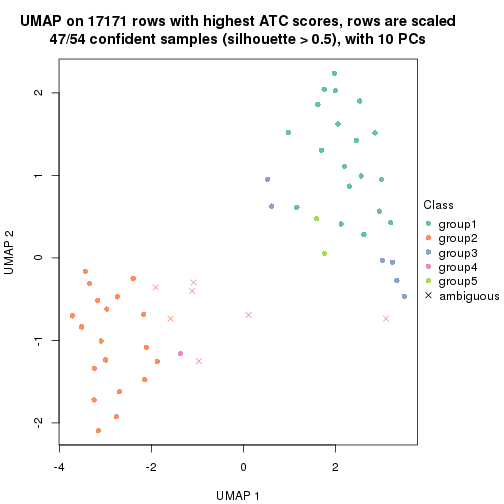 UMAP on 17171 rows with highest ATC scores, rows are scaled
47/54 confident samples (silhouette > 0.5), with 10 PCs
2
1
0
-1
-2
UMAP 2
-4
-2
0
2
UMAP 1
Class
group1
group2
group3
group4
group5
ambiguous